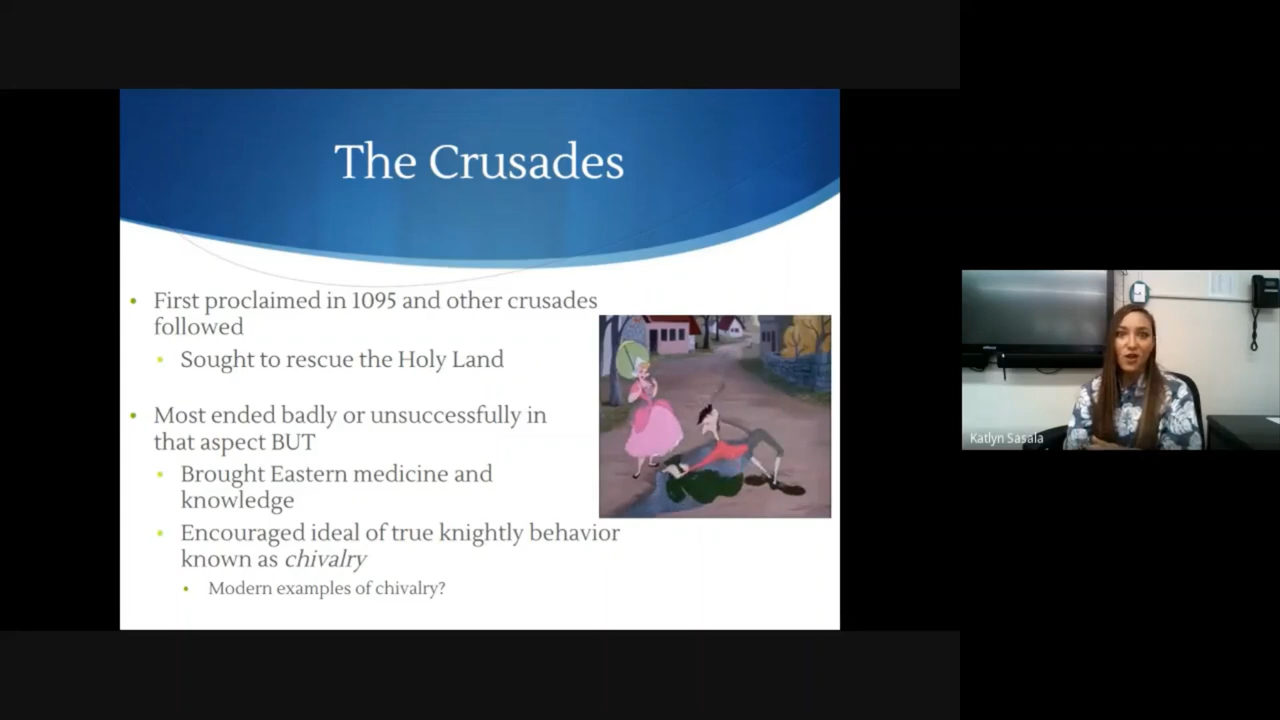 The Crusades
• First proclaimed in 1095 and other crusades
followed
• Sought to rescue the Holy Land
• Most ended badly or unsuccessfully in
that aspect BUT
• Brought Eastern medicine and
knowledge
• Encouraged ideal of true knightly behavior
known as chivalry
• Modern examples of chivalry?
Katlyn Sasala